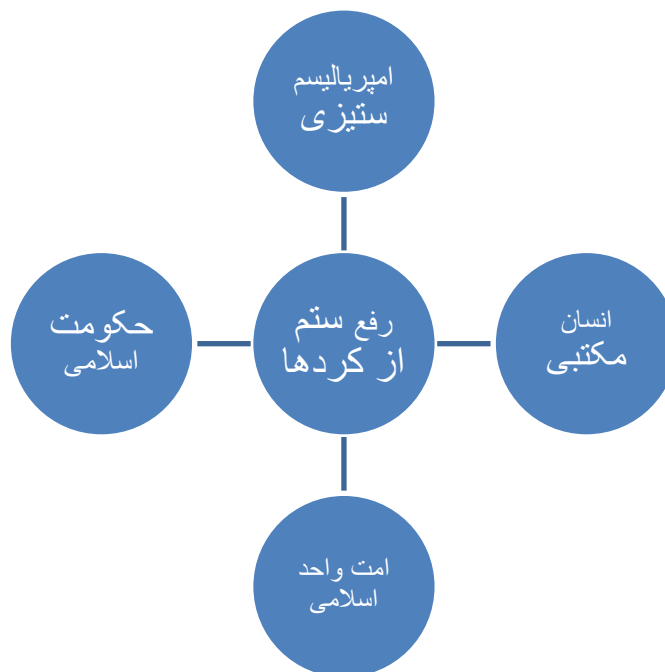 امپریالیسم
ستیزی
رفع ستم
از کردها
انسان
مکتبی
حکومت
اسلامی
امت واحد
اسلامی